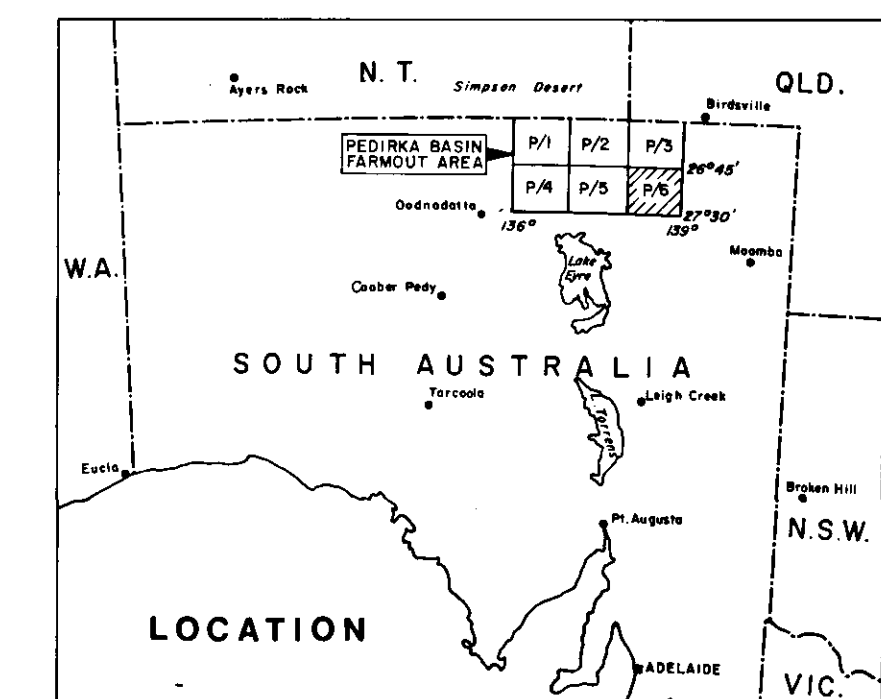 N. T.
Ayers Rock
Simpson Desert
QLD.
Birdsville
PEDIRKA BASIN
FARMOUT AREA
P/1
P/2
P/3
26°45'
P/4
P/5
P/6
Oodnadatta
136°
139°
27°30'
W.A.
Lake
Eyre
Moomba
Coober Pedy
SOUTH AUSTRALIA
Tarcoola
L. Torrens
Leigh Creek
Eucla
Broken Hill
Pt. Augusta
N.S.W.
LOCATION
ADELAIDE
VIC.